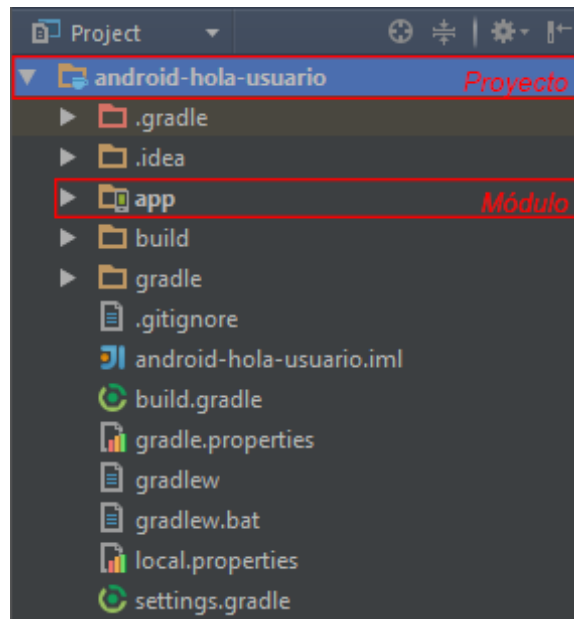 Project
android-hola-usuario Proyecto
.gradle
.idea
app Módulo
build
gradle
.gitignore
android-hola-usuario.iml
build.gradle
gradle.properties
gradlew
gradlew.bat
local.properties
settings.gradle